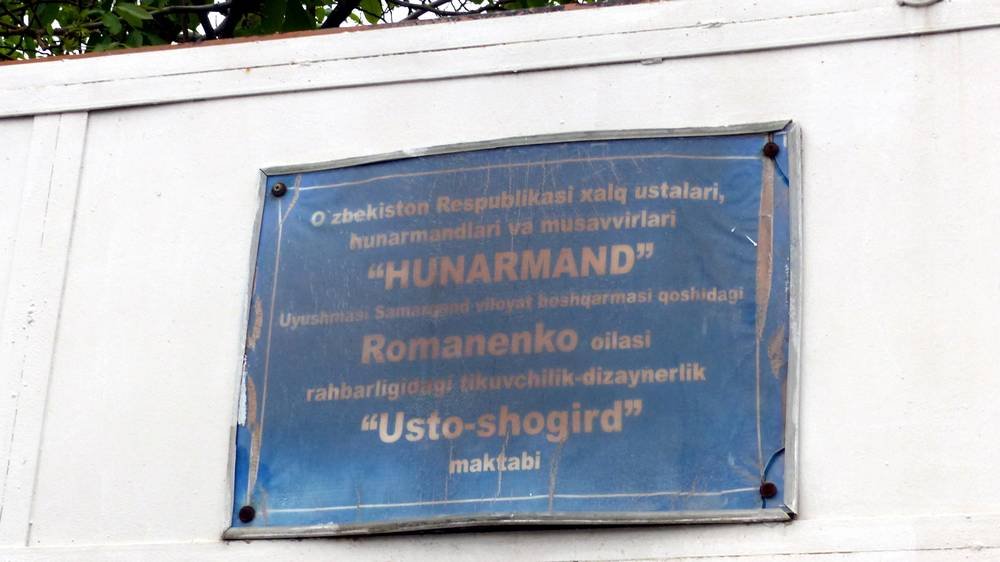 O`zbekiston Respublikasi xalq ustalari,
hunarmandlari va musavvirlari
“HUNARMAND”
Uyushmasi Samarqand viloyat boshqarmasi qoshidagi
Romanenko oilasi
rahbarligidagi tikuvchilik-dizaynerlik
“Usto-shogird”
maktabi